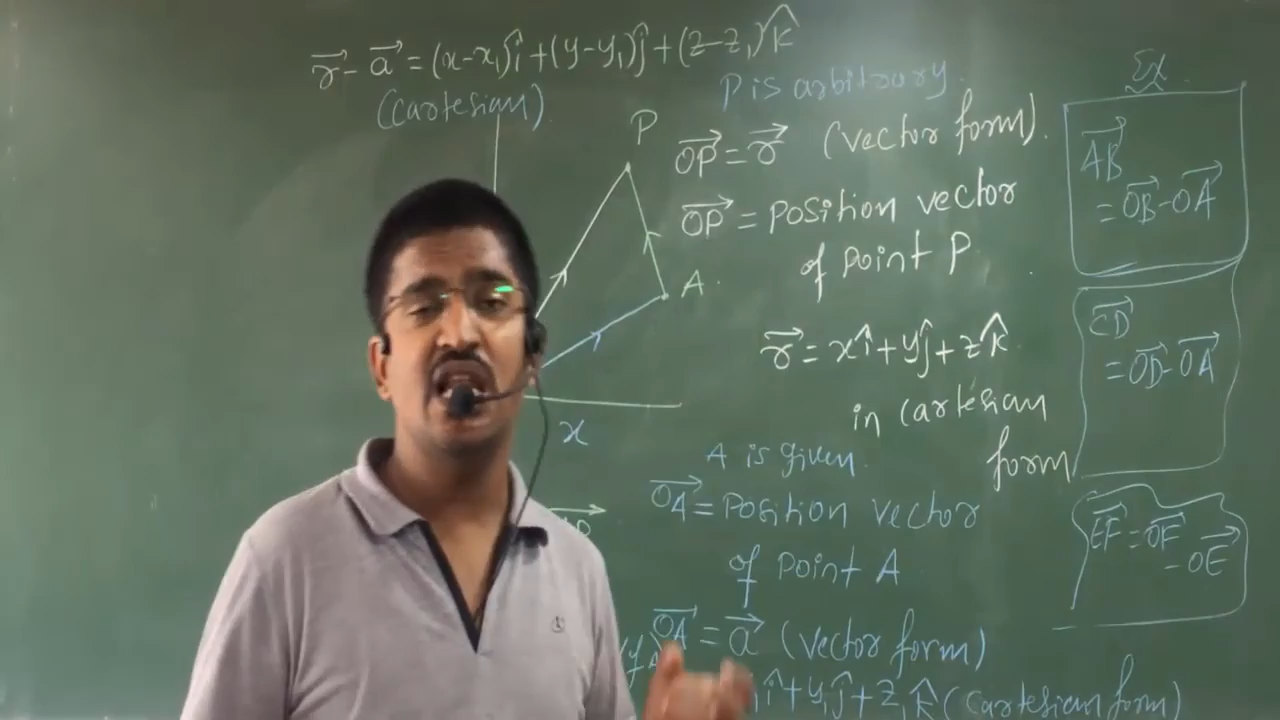 r⃗ - a⃗ = (x-x₁)î + (y-y₁)ĵ + (z-z₁)k̂
(Cartesian)
P is arbitrary.
P
OP⃗ = r⃗ (vector form).
OP⃗ = Position vector
of point P
A.
r⃗ = xî + yĵ + zk̂
in cartesian
form
x
A is given.
OA⃗ = Position vector
of point A
OA⃗ = a⃗ (vector form)
î + y₁ĵ + z₁k̂ (Cartesian form)
Ex.
AB⃗
= OB⃗ - OA⃗
CD⃗
= OD⃗ - OA⃗
EF⃗ = OF⃗
- OE⃗